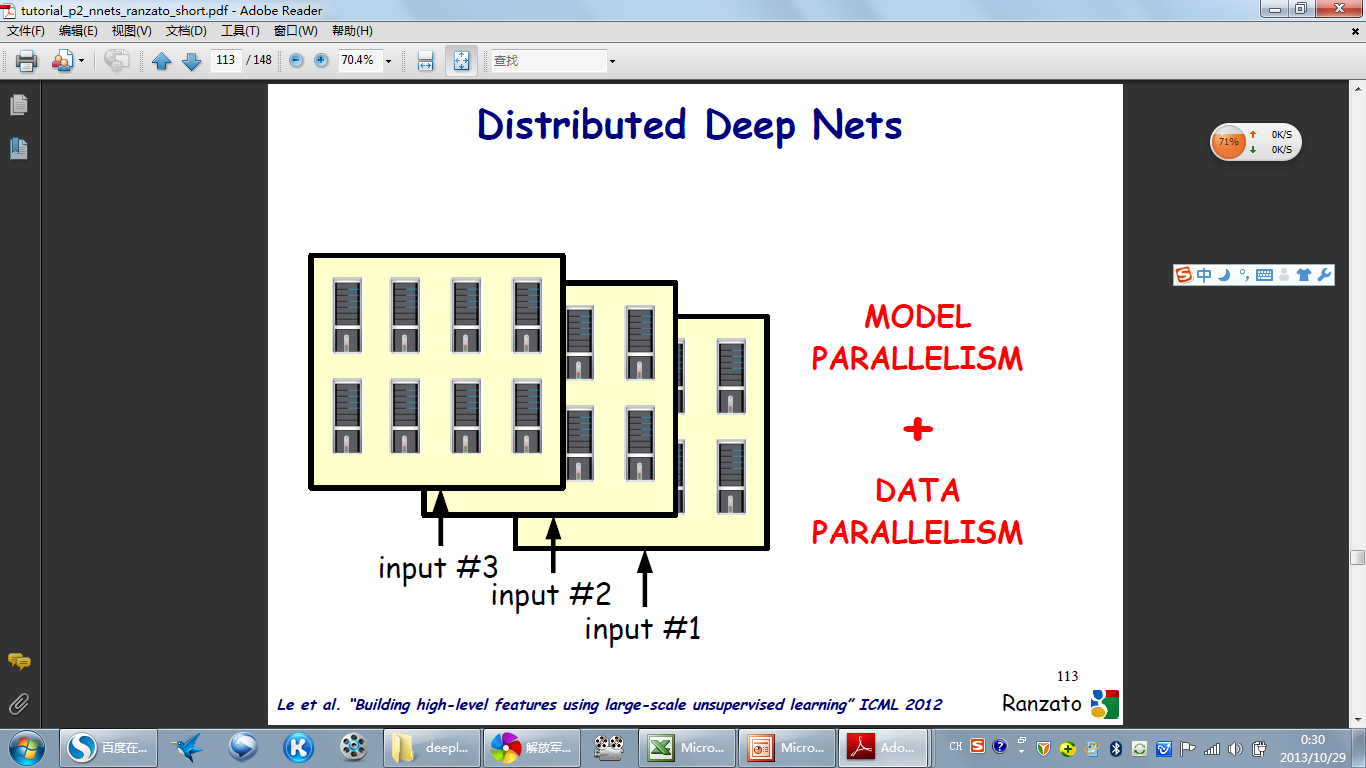 tutorial_p2_nnets_ranzato_short.pdf - Adobe Reader
文件(F) 编辑(E) 视图(V) 文档(D) 工具(T) 窗口(W) 帮助(H)
113 / 148 70.4% 查找
Distributed Deep Nets
71% 0K/S
0K/S
中
MODEL
PARALLELISM
+
DATA
PARALLELISM
input #3
input #2
input #1
113
Le et al. “Building high-level features using large-scale unsupervised learning” ICML 2012
Ranzato
百度在... deepl... 解放军... Micro... Micro... Ado... CH
0:30
2013/10/29